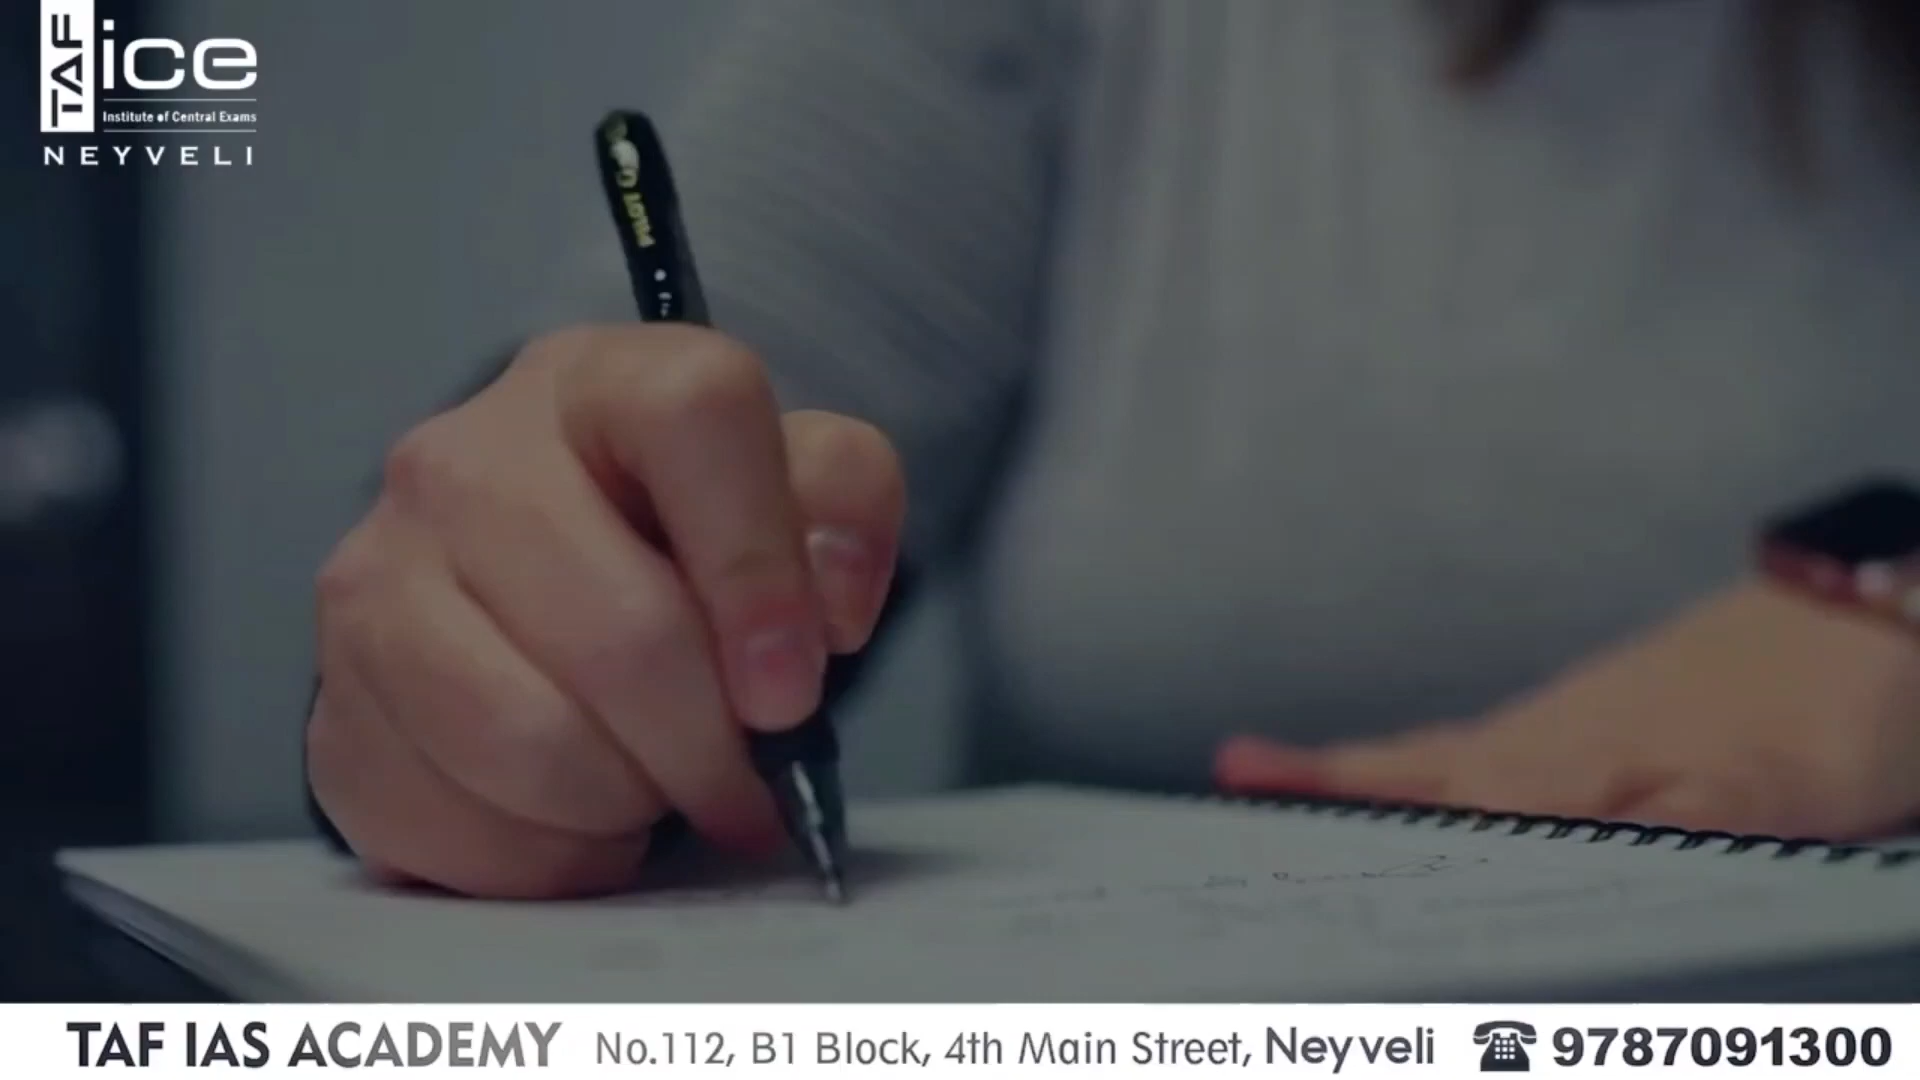 TAF ice
Institute of Central Exams
NEYVELI
TAF IAS ACADEMY No.112, B1 Block, 4th Main Street, Neyveli 9787091300